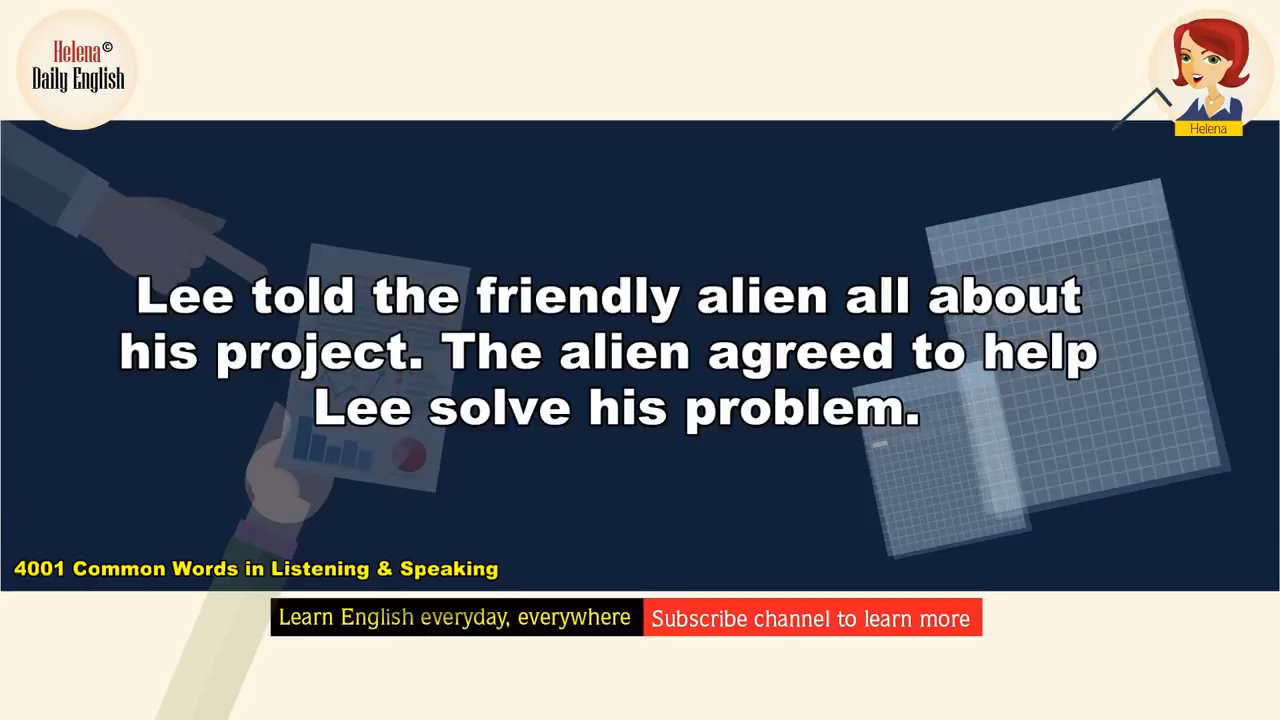 Helena©
Daily English
Helena
Lee told the friendly alien all about
his project. The alien agreed to help
Lee solve his problem.
4001 Common Words in Listening & Speaking
Learn English everyday, everywhere
Subscribe channel to learn more